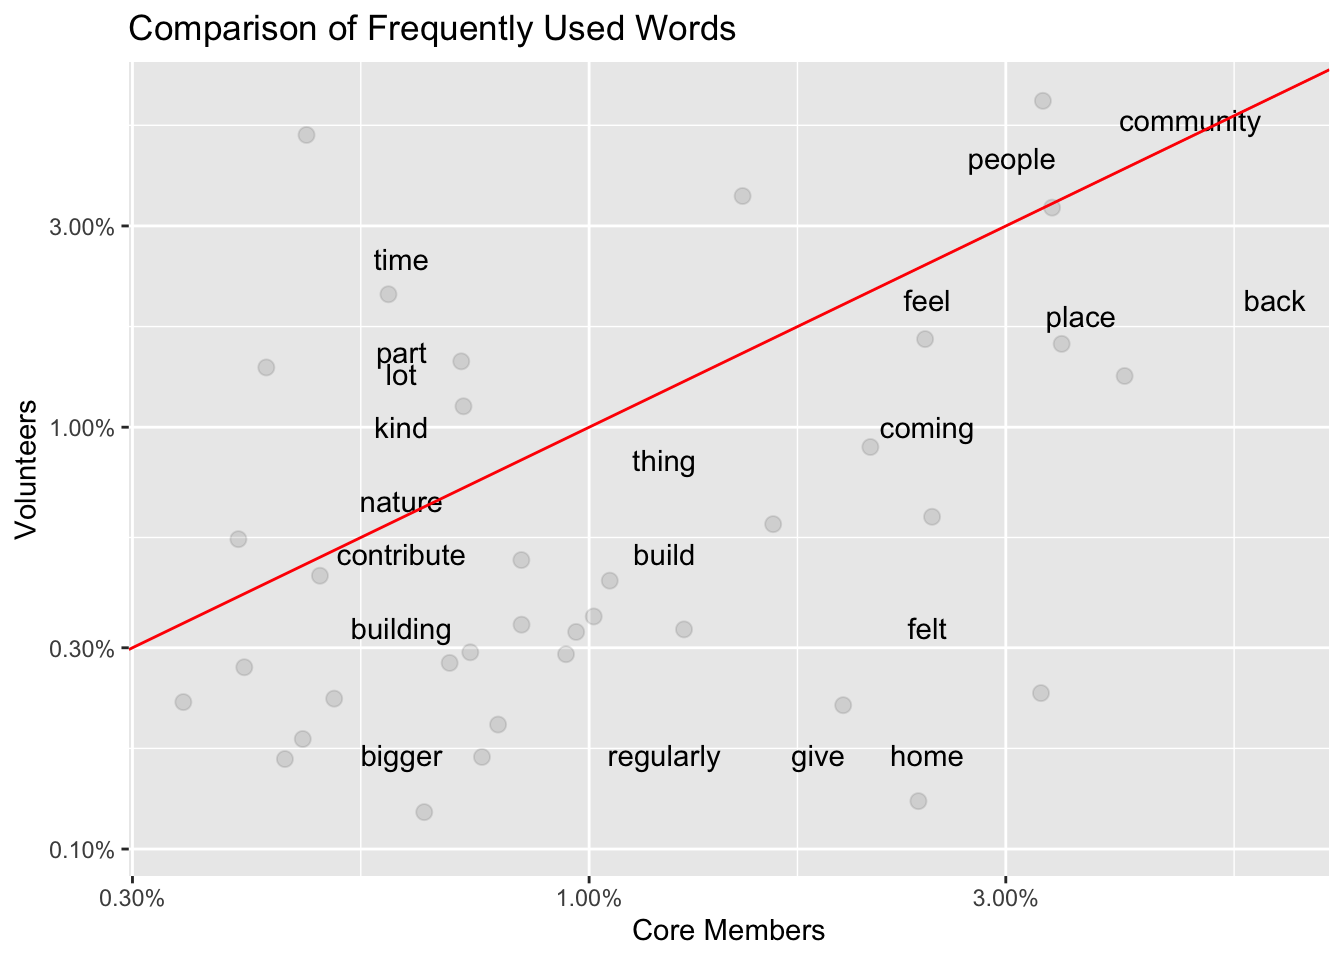 Comparison of Frequently Used Words
community
people
3.00%
time
feel
back
place
part
lot
1.00%
kind
coming
thing
nature
contribute
build
building
felt
0.30%
bigger
regularly
give
home
0.10%
0.30%
1.00%
3.00%
Core Members
Volunteers